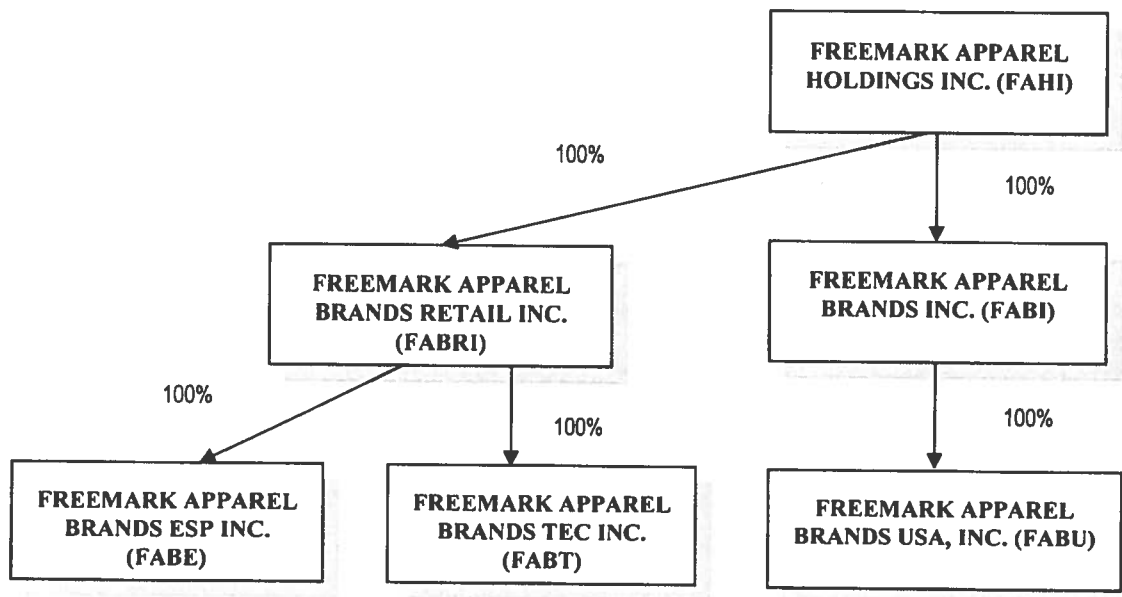 FREEMARK APPAREL
HOLDINGS INC. (FAHI)
100%
100%
FREEMARK APPAREL
BRANDS RETAIL INC.
(FABRI)
FREEMARK APPAREL
BRANDS INC. (FABI)
100%
100%
100%
FREEMARK APPAREL
BRANDS ESP INC.
(FABE)
FREEMARK APPAREL
BRANDS TEC INC.
(FABT)
FREEMARK APPAREL
BRANDS USA, INC. (FABU)